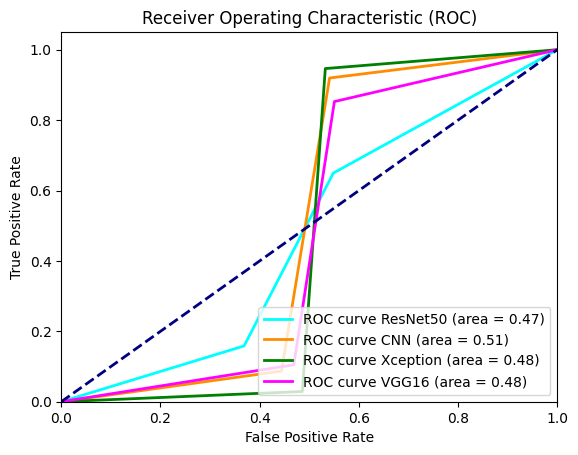 Receiver Operating Characteristic (ROC)
1.0
0.8
0.6
0.4
0.2
0.0
True Positive Rate
ROC curve ResNet50 (area = 0.47)
ROC curve CNN (area = 0.51)
ROC curve Xception (area = 0.48)
ROC curve VGG16 (area = 0.48)
0.0 0.2 0.4 0.6 0.8 1.0
False Positive Rate